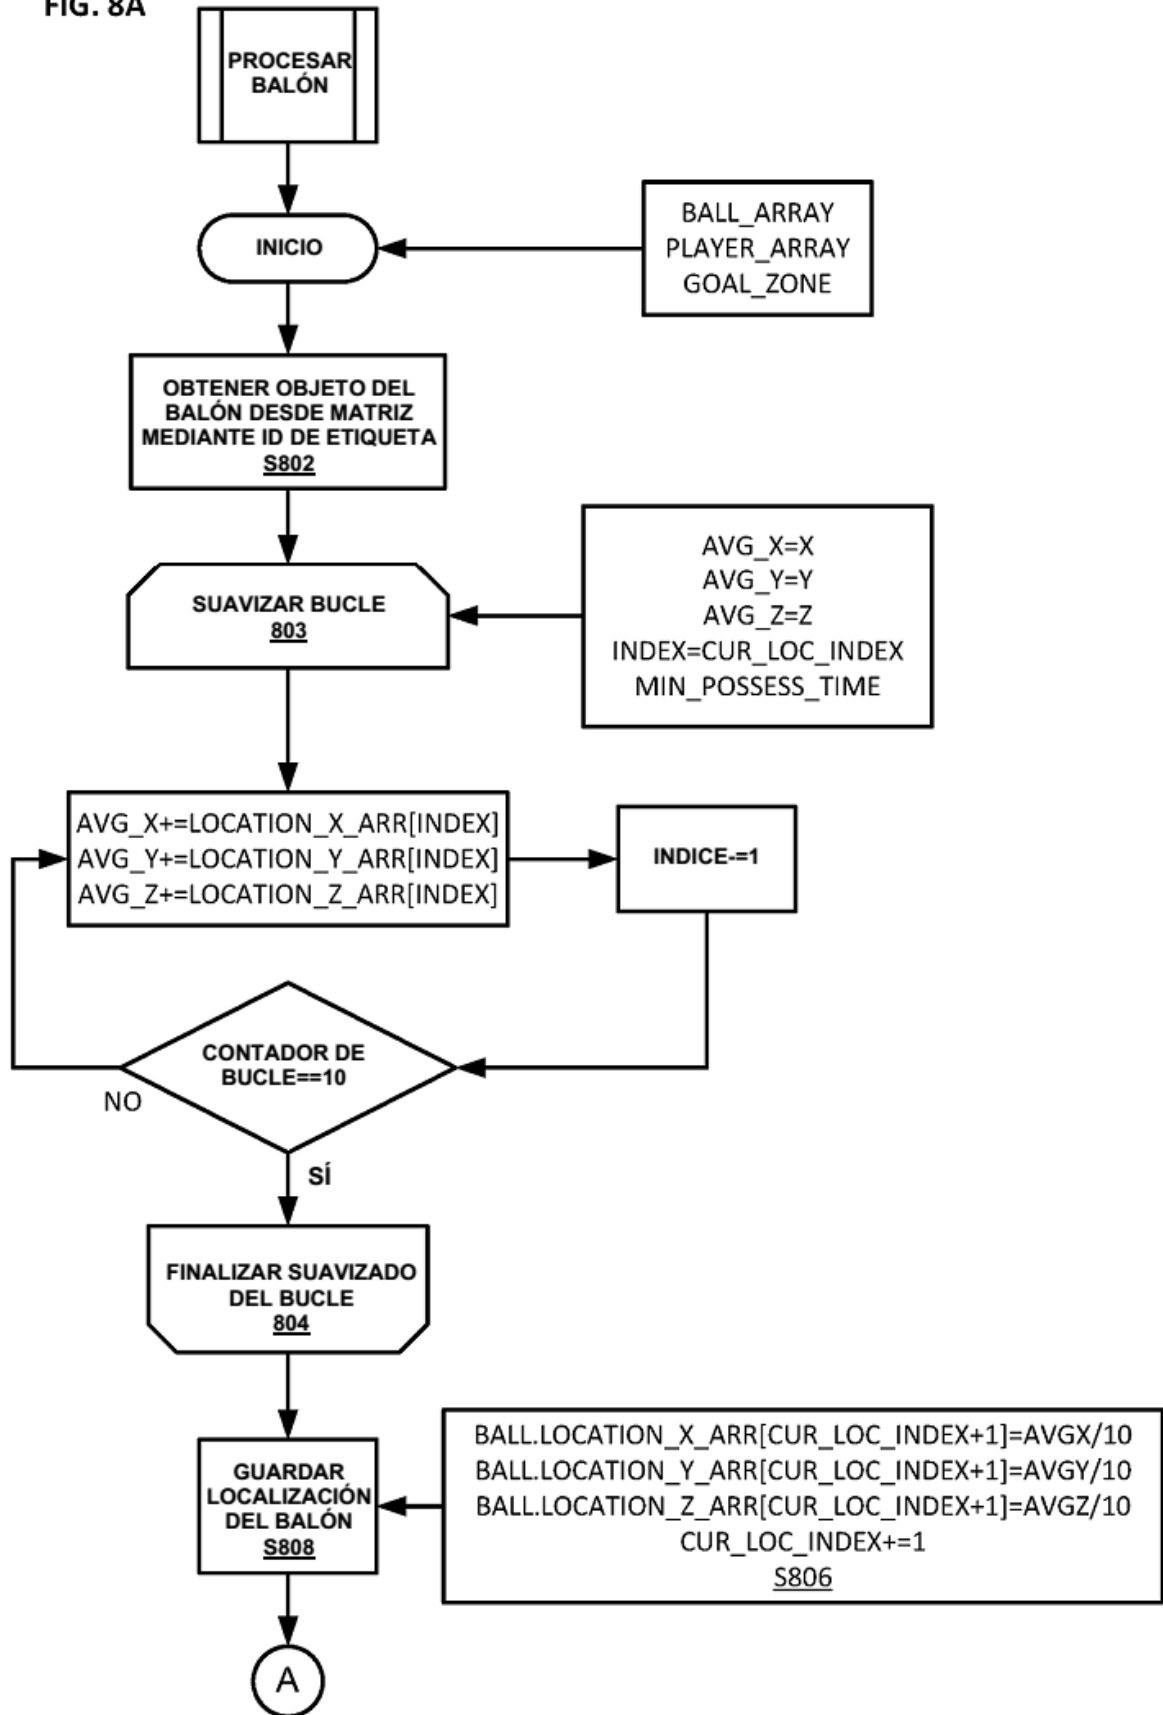 FIG. 8A
PROCESAR
BALÓN
INICIO
BALL_ARRAY
PLAYER_ARRAY
GOAL_ZONE
OBTENER OBJETO DEL
BALÓN DESDE MATRIZ
MEDIANTE ID DE ETIQUETA
S802
SUAVIZAR BUCLE
803
AVG_X=X
AVG_Y=Y
AVG_Z=Z
INDEX=CUR_LOC_INDEX
MIN_POSSESS_TIME
AVG_X+=LOCATION_X_ARR[INDEX]
AVG_Y+=LOCATION_Y_ARR[INDEX]
AVG_Z+=LOCATION_Z_ARR[INDEX]
INDICE-=1
CONTADOR DE
BUCLE==10
NO
SÍ
FINALIZAR SUAVIZADO
DEL BUCLE
804
GUARDAR
LOCALIZACIÓN
DEL BALÓN
S808
BALL.LOCATION_X_ARR[CUR_LOC_INDEX+1]=AVGX/10
BALL.LOCATION_Y_ARR[CUR_LOC_INDEX+1]=AVGY/10
BALL.LOCATION_Z_ARR[CUR_LOC_INDEX+1]=AVGZ/10
CUR_LOC_INDEX+=1
S806
A